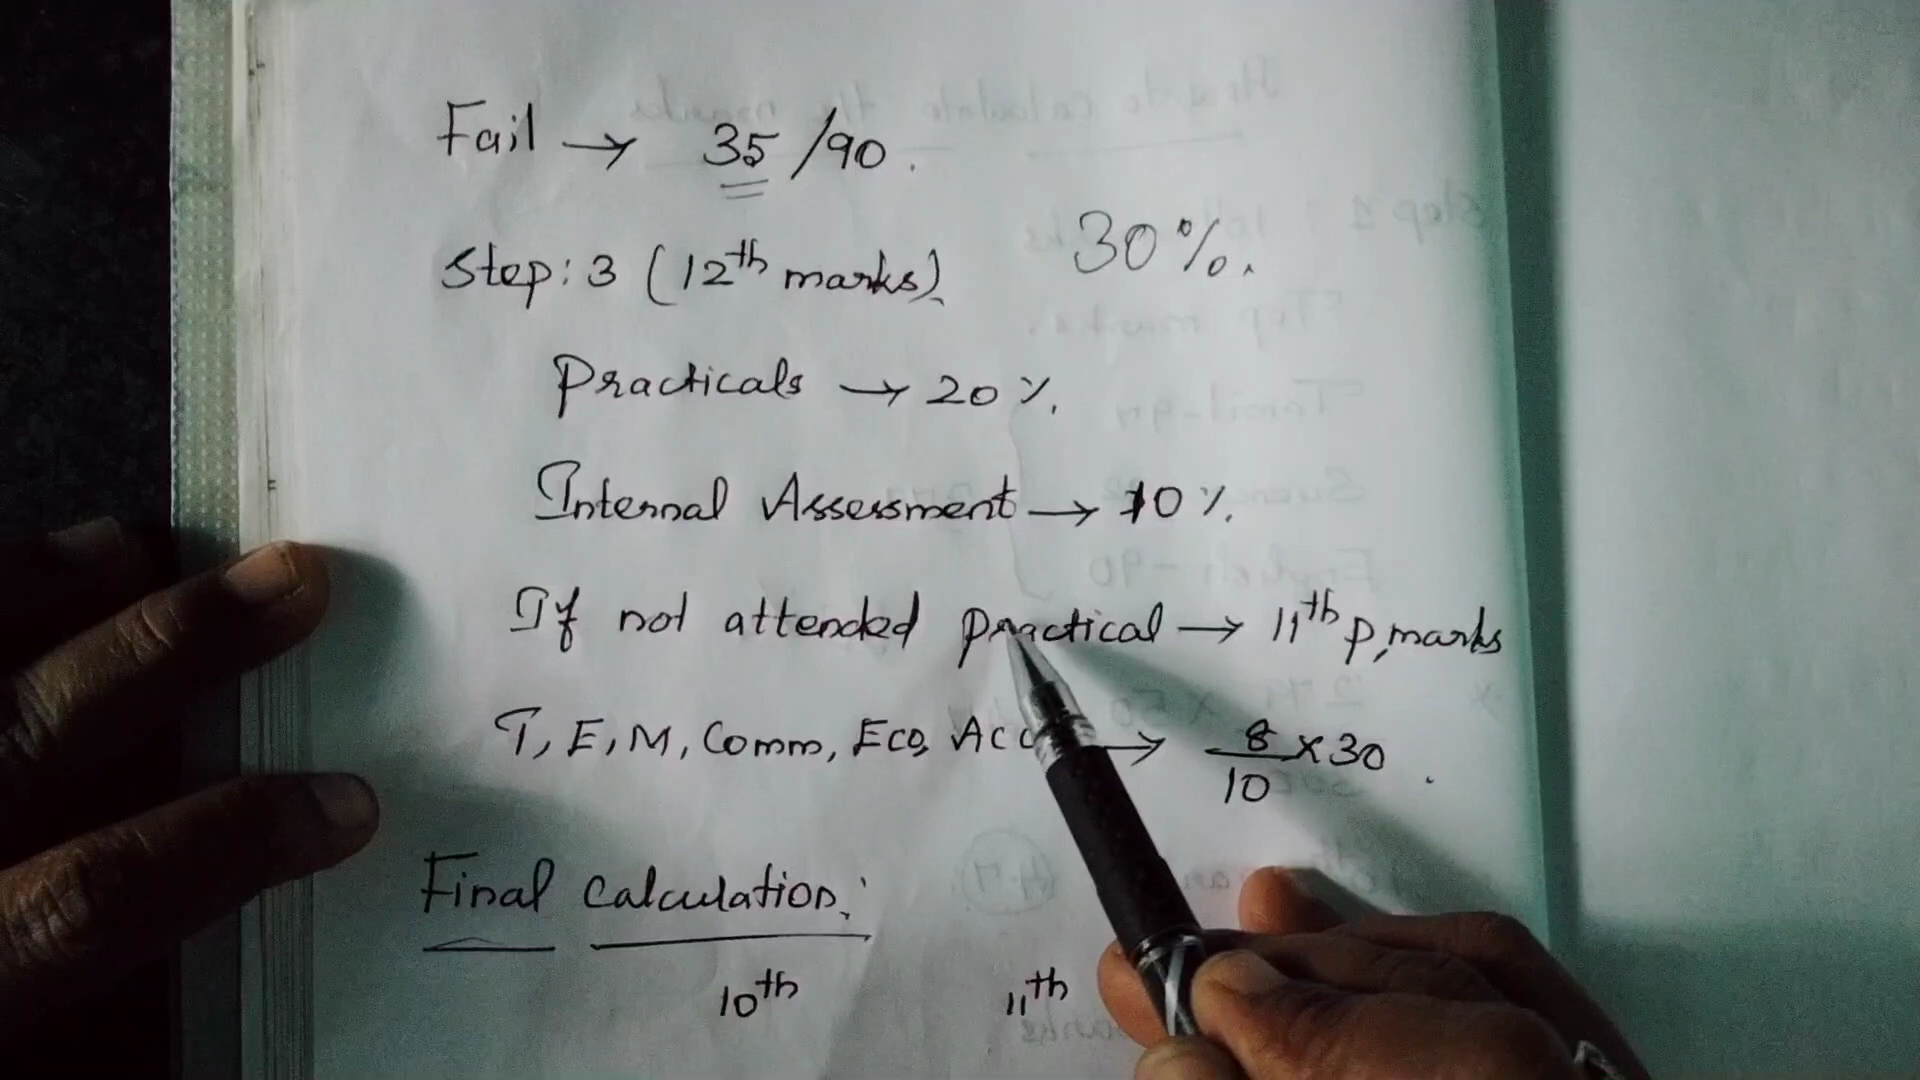 Fail → 35/90.
Step: 3 (12th marks). 30%.
Practicals → 20%.
Internal Assessment → 10%.
If not attended practical → 11th p, marks
T, E, M, Comm, Eco, Acc → 8/10 × 30.
Final Calculation:
10th 11th